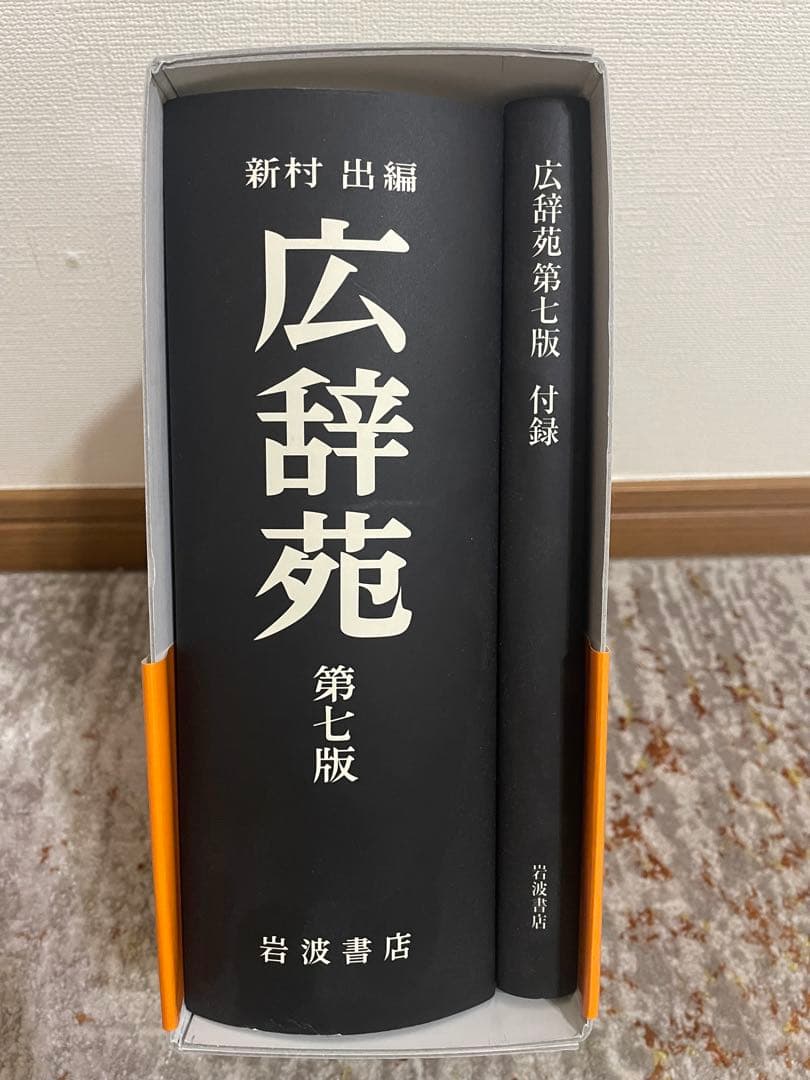 新村 出編
広辞苑
第七版
岩波書店
広辞苑第七版 付録
岩波書店